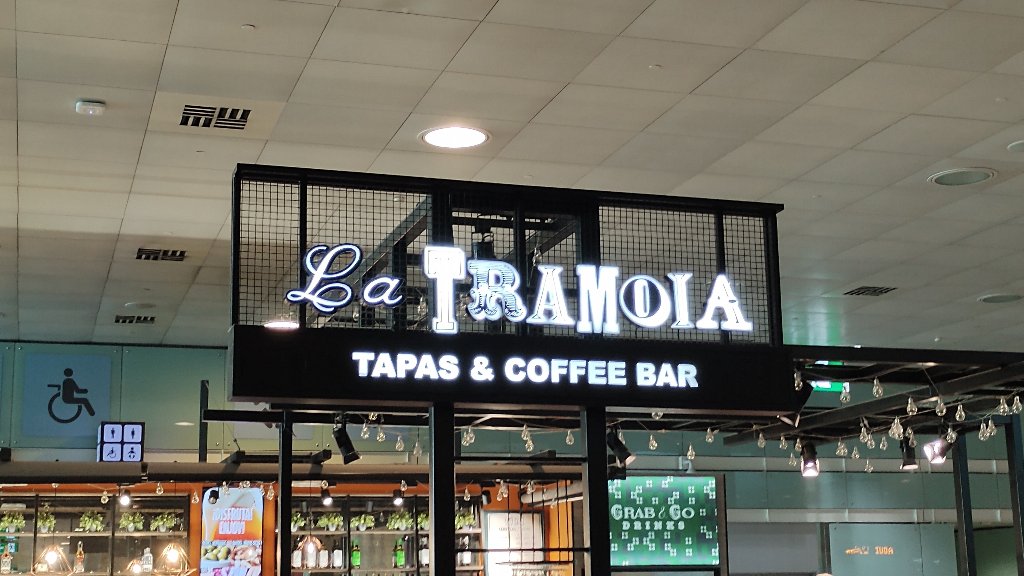 La TRAMOIA
TAPAS & COFFEE BAR
GRAB & GO
DRINKS